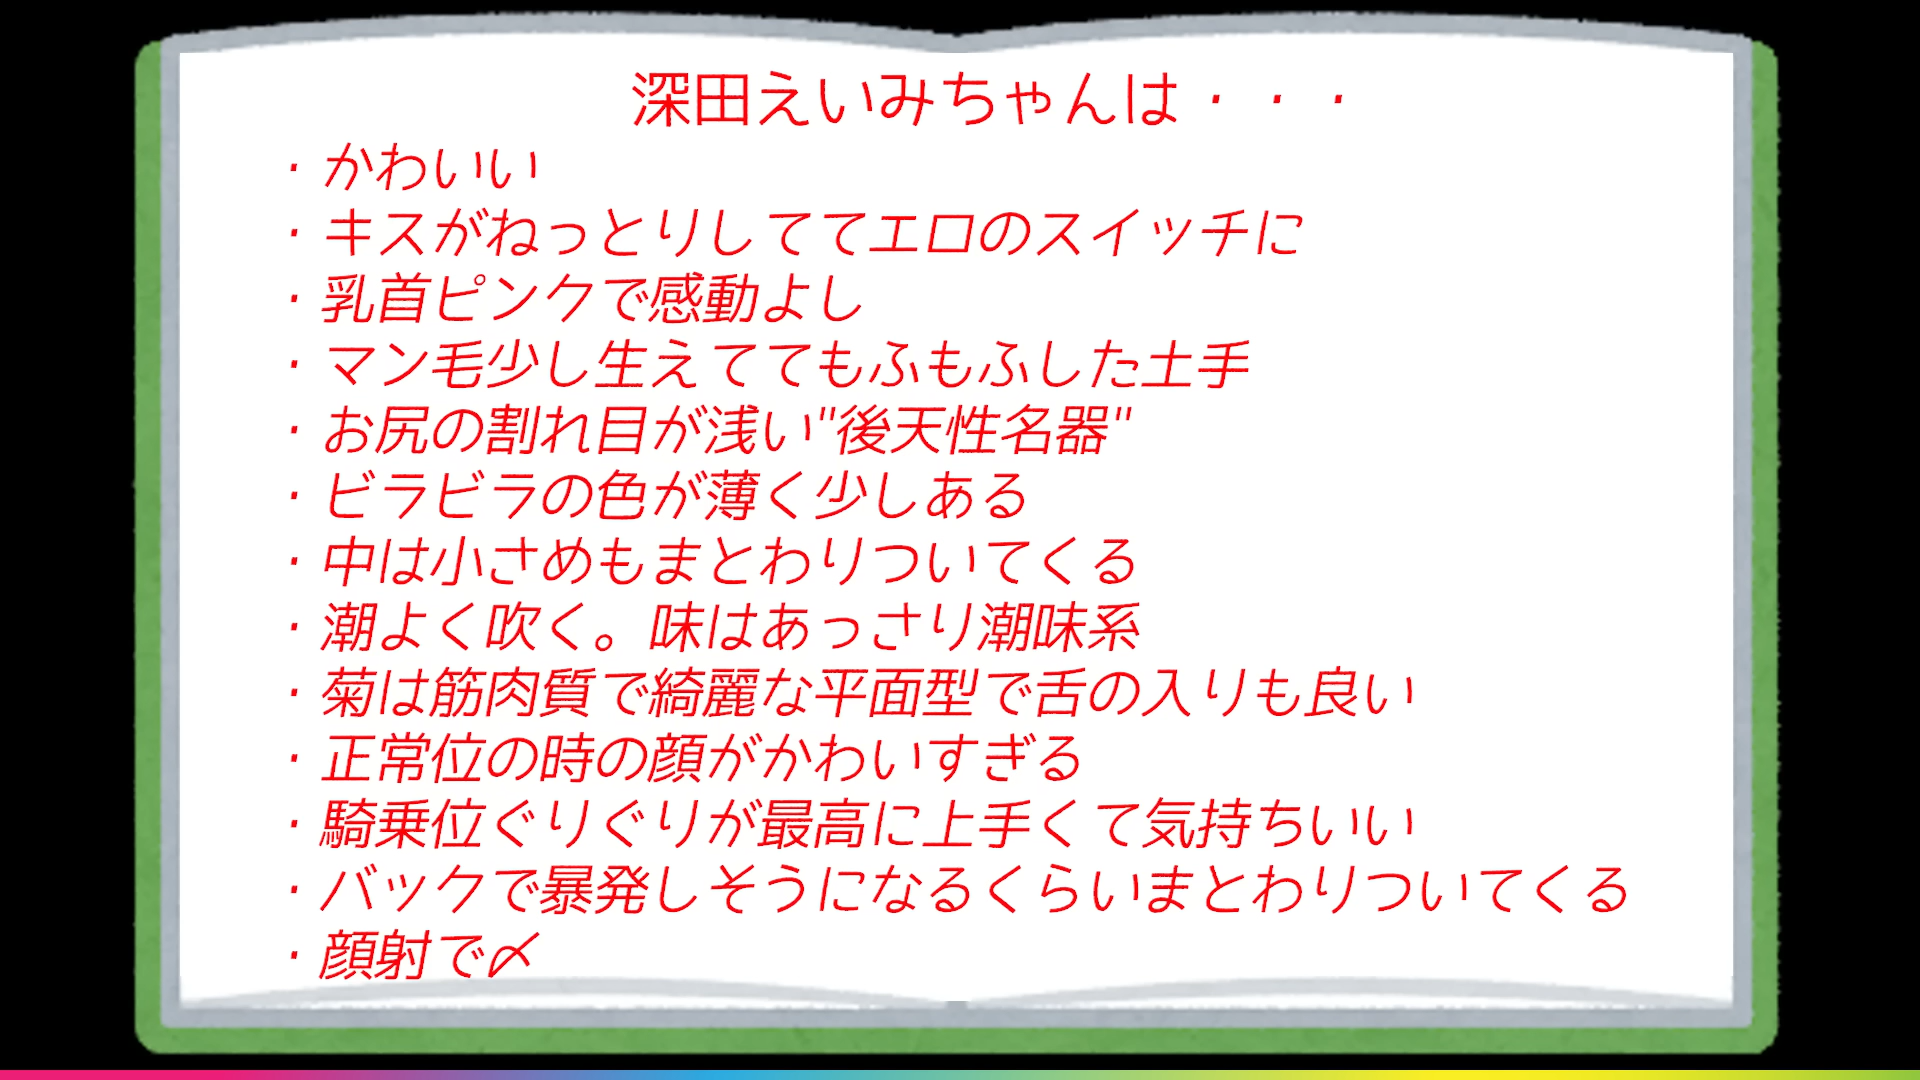 深田えいみちゃんは・・・
・かわいい
・キスがねっとりしててエロのスイッチに
・乳首ピンクで感動よし
・マン毛少し生えててもふもふした土手
・お尻の割れ目が浅い"後天性名器"
・ビラビラの色が薄く少しある
・中は小さめもまとわりついてくる
・潮よく吹く。味はあっさり潮味系
・菊は筋肉質で綺麗な平面型で舌の入りも良い
・正常位の時の顔がかわいすぎる
・騎乗位ぐりぐりが最高に上手くて気持ちいい
・バックで暴発しそうになるくらいまとわりついてくる
・顔射で〆